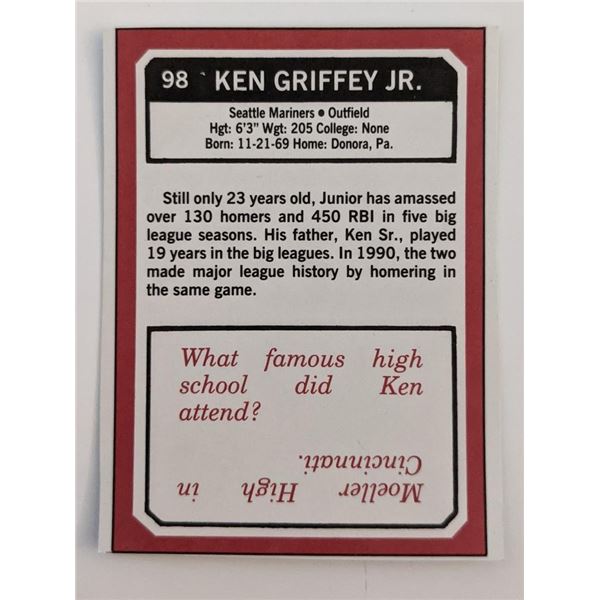 98 KEN GRIFFEY JR.
Seattle Mariners ● Outfield
Hgt: 6'3" Wgt: 205 College: None
Born: 11-21-69 Home: Donora, Pa.
Still only 23 years old, Junior has amassed
over 130 homers and 450 RBI in five big
league seasons. His father, Ken Sr., played
19 years in the big leagues. In 1990, the two
made major league history by homering in
the same game.
What famous high
school did Ken
attend?
Moeller High in
Cincinnati.